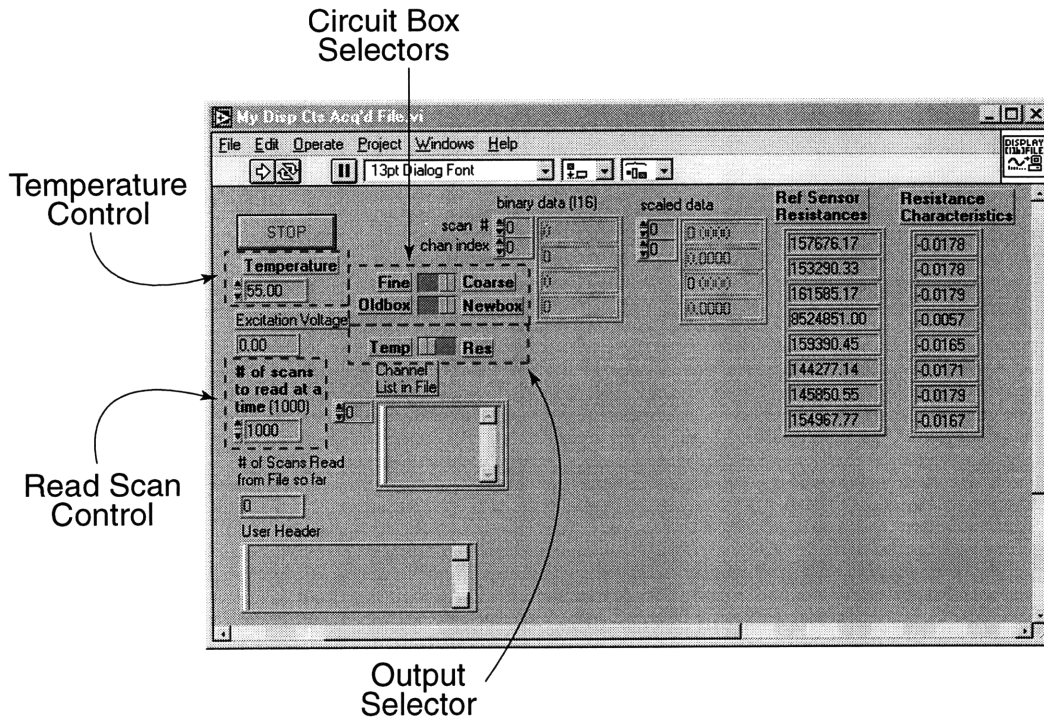 Circuit Box
Selectors
My Disp Cts Acq'd File.vi
File Edit Operate Project Windows Help
13pt Dialog Font
DISPLAY
FILE
Temperature
Control
STOP
Temperature
55.00
Excitation Voltage
0.00
# of scans
to read at a
time (1000)
1000
# of Scans Read
from File so far
0
User Header
Read Scan
Control
binary data (I16)
scan # 0
chan index 0
0
0
0
0
Fine Coarse
Oldbox Newbox
Temp Res
Channel
List in File
0
scaled data
0
0
0.0000
0.0000
0.0000
0.0000
Ref Sensor
Resistances
157676.17
153290.33
161585.17
8524851.00
159390.45
144277.14
145850.55
154967.77
Resistance
Characteristics
-0.0178
-0.0178
-0.0179
-0.0057
-0.0165
-0.0171
-0.0179
-0.0167
Output
Selector